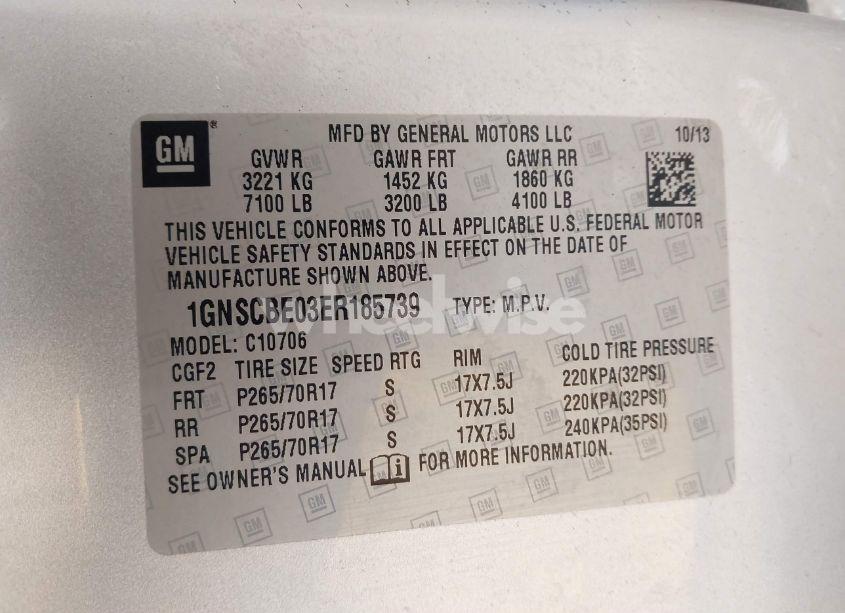 GM ® MFD BY GENERAL MOTORS LLC 10/13
GVWR GAWR FRT GAWR RR
3221 KG 1452 KG 1860 KG
7100 LB 3200 LB 4100 LB
THIS VEHICLE CONFORMS TO ALL APPLICABLE U.S. FEDERAL MOTOR
VEHICLE SAFETY STANDARDS IN EFFECT ON THE DATE OF
MANUFACTURE SHOWN ABOVE.
1GNSCBE03ER185739 TYPE: M.P.V.
wheelwise
MODEL: C10706
CGF2 TIRE SIZE SPEED RTG RIM COLD TIRE PRESSURE
FRT P265/70R17 S 17X7.5J 220KPA(32PSI)
RR P265/70R17 S 17X7.5J 220KPA(32PSI)
SPA P265/70R17 S 17X7.5J 240KPA(35PSI)
SEE OWNER'S MANUAL i FOR MORE INFORMATION.